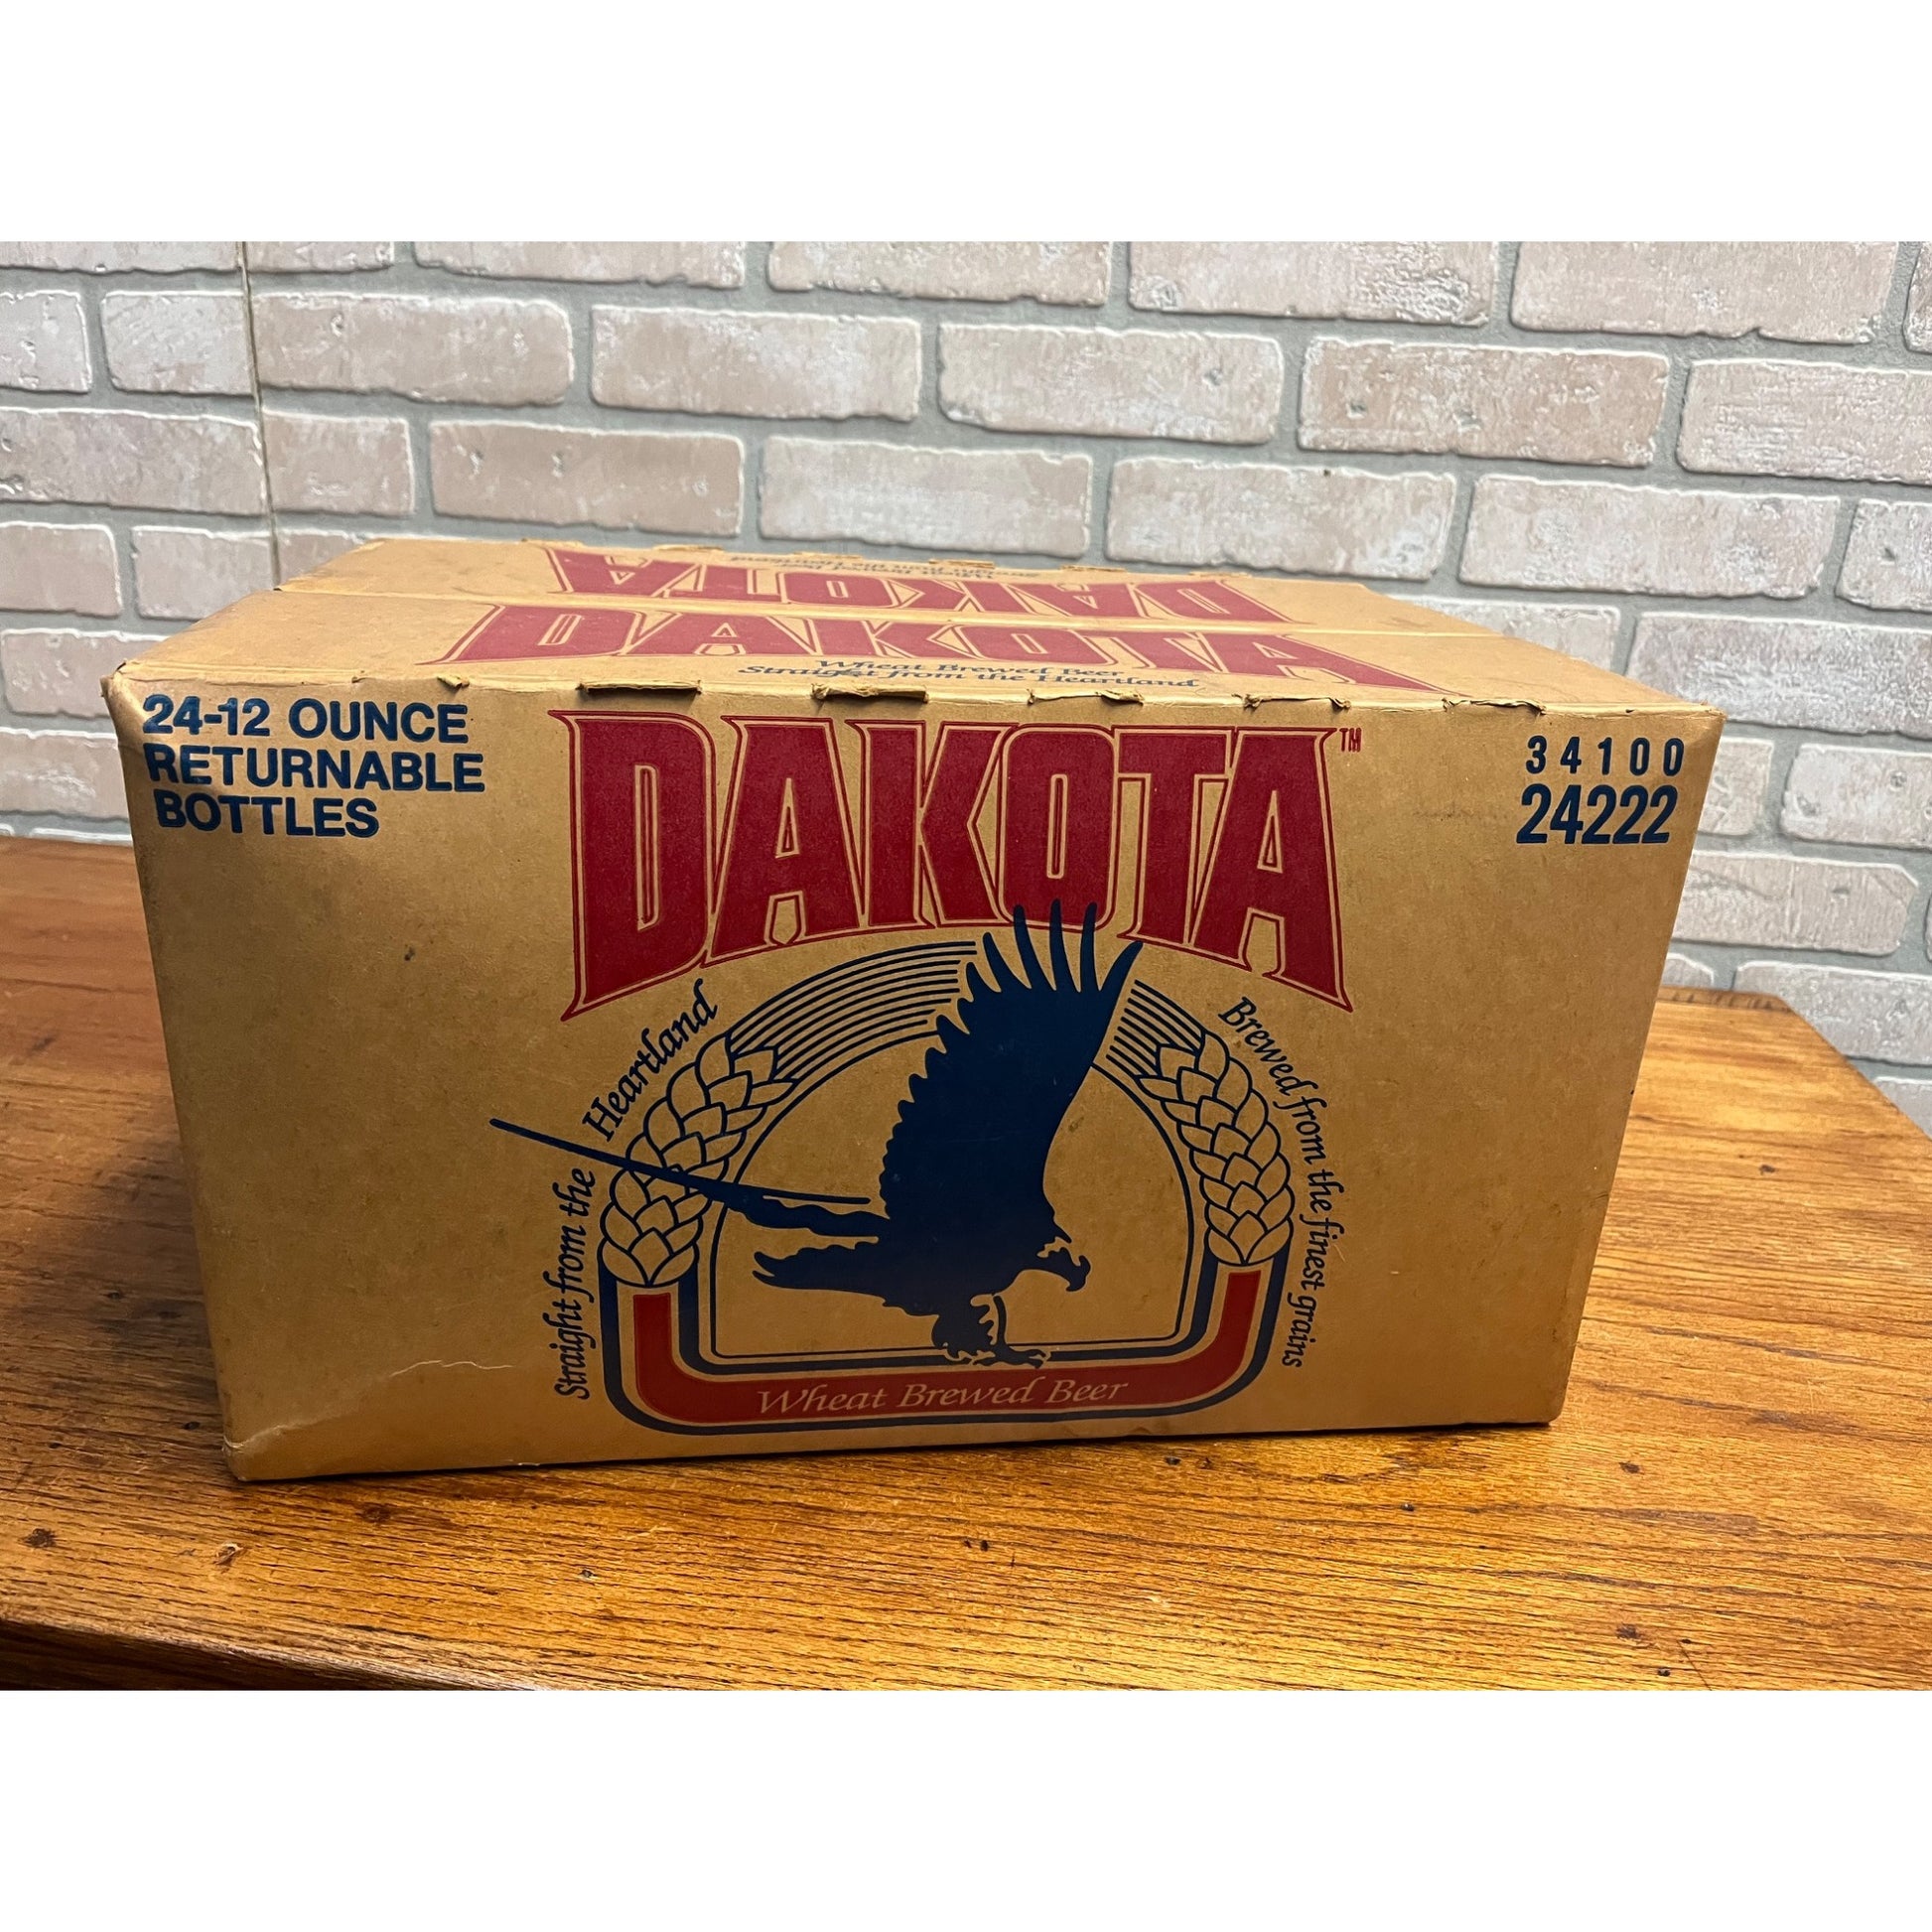 DAKOTA
DAKOTA
Wheat Brewed Beer
Straight from the Heartland
24-12 OUNCE
RETURNABLE
BOTTLES
DAKOTA™
34100
24222
Straight from the Heartland
Brewed from the finest grains
Wheat Brewed Beer